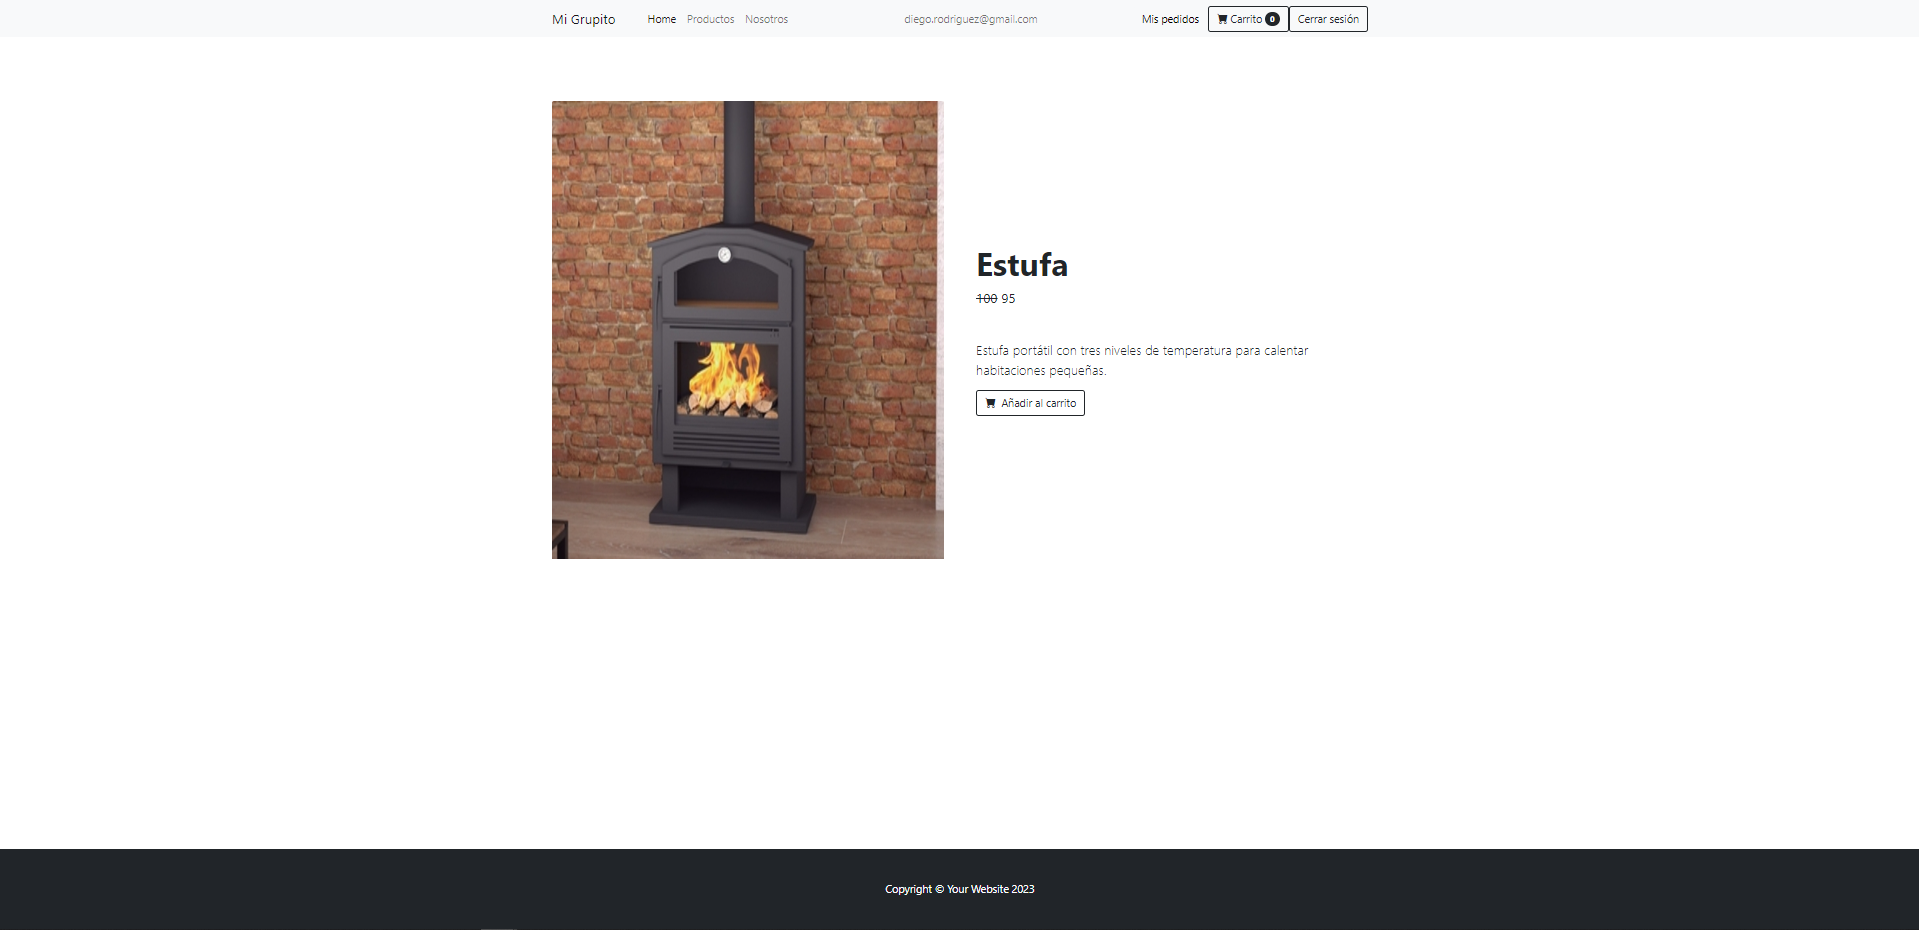 Mi Grupito Home Productos Nosotros diego.rodriguez@gmail.com Mis pedidos Carrito 0 Cerrar sesión
Estufa
100 95
Estufa portátil con tres niveles de temperatura para calentar
habitaciones pequeñas.
Añadir al carrito
Copyright © Your Website 2023